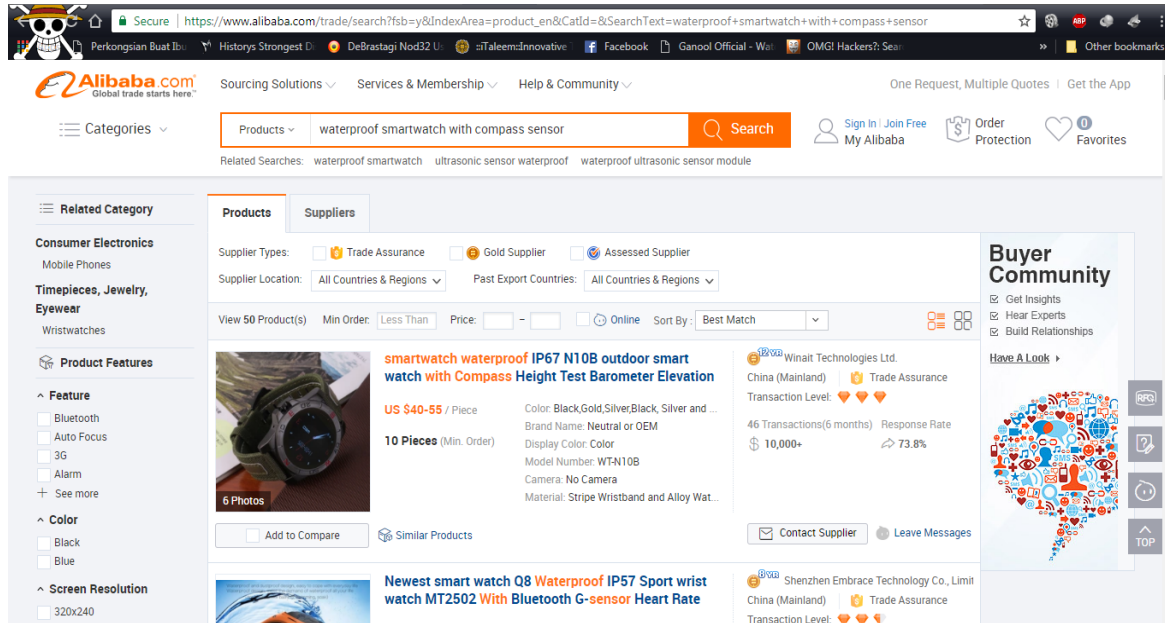 Secure | https://www.alibaba.com/trade/search?fsb=y&IndexArea=product_en&CatId=&SearchText=waterproof+smartwatch+with+compass+sensor
ABP
Perkongsian Buat Ibu Historys Strongest D DeBrastagi Nod32 Us ::iTaleem::Innovative Facebook Ganool Official - Wat OMG! Hackers?: Sear » Other bookmarks
Alibaba.com Sourcing Solutions Services & Membership Help & Community One Request, Multiple Quotes | Get the App
Global trade starts here.™
Categories Products waterproof smartwatch with compass sensor Search Sign In | Join Free Order 0
My Alibaba Protection Favorites
Related Searches: waterproof smartwatch ultrasonic sensor waterproof waterproof ultrasonic sensor module
Related Category
Consumer Electronics
Mobile Phones
Timepieces, Jewelry,
Eyewear
Wristwatches
Product Features
Feature
Bluetooth
Auto Focus
3G
Alarm
+ See more
Color
Black
Blue
Screen Resolution
320x240
Products Suppliers
Supplier Types: Trade Assurance Gold Supplier Assessed Supplier
Supplier Location: All Countries & Regions Past Export Countries: All Countries & Regions
View 50 Product(s) Min Order: Less Than Price: – Online Sort By : Best Match
smartwatch waterproof IP67 N10B outdoor smart
watch with Compass Height Test Barometer Elevation
US $40-55 / Piece
10 Pieces (Min. Order)
Color: Black,Gold,Silver,Black, Silver and ...
Brand Name: Neutral or OEM
Display Color: Color
Model Number: WT-N10B
Camera: No Camera
Material: Stripe Wristband and Alloy Wat...
6 Photos
Add to Compare Similar Products
12 YR Winait Technologies Ltd.
China (Mainland) Trade Assurance
Transaction Level:
46 Transactions(6 months) Response Rate
$ 10,000+ 73.8%
Contact Supplier Leave Messages
Newest smart watch Q8 Waterproof IP57 Sport wrist
watch MT2502 With Bluetooth G-sensor Heart Rate
8 YR Shenzhen Embrace Technology Co., Limit
China (Mainland) Trade Assurance
Transaction Level:
Buyer
Community
Get Insights
Hear Experts
Build Relationships
Have A Look
SMS
SMS
RFQ
TOP